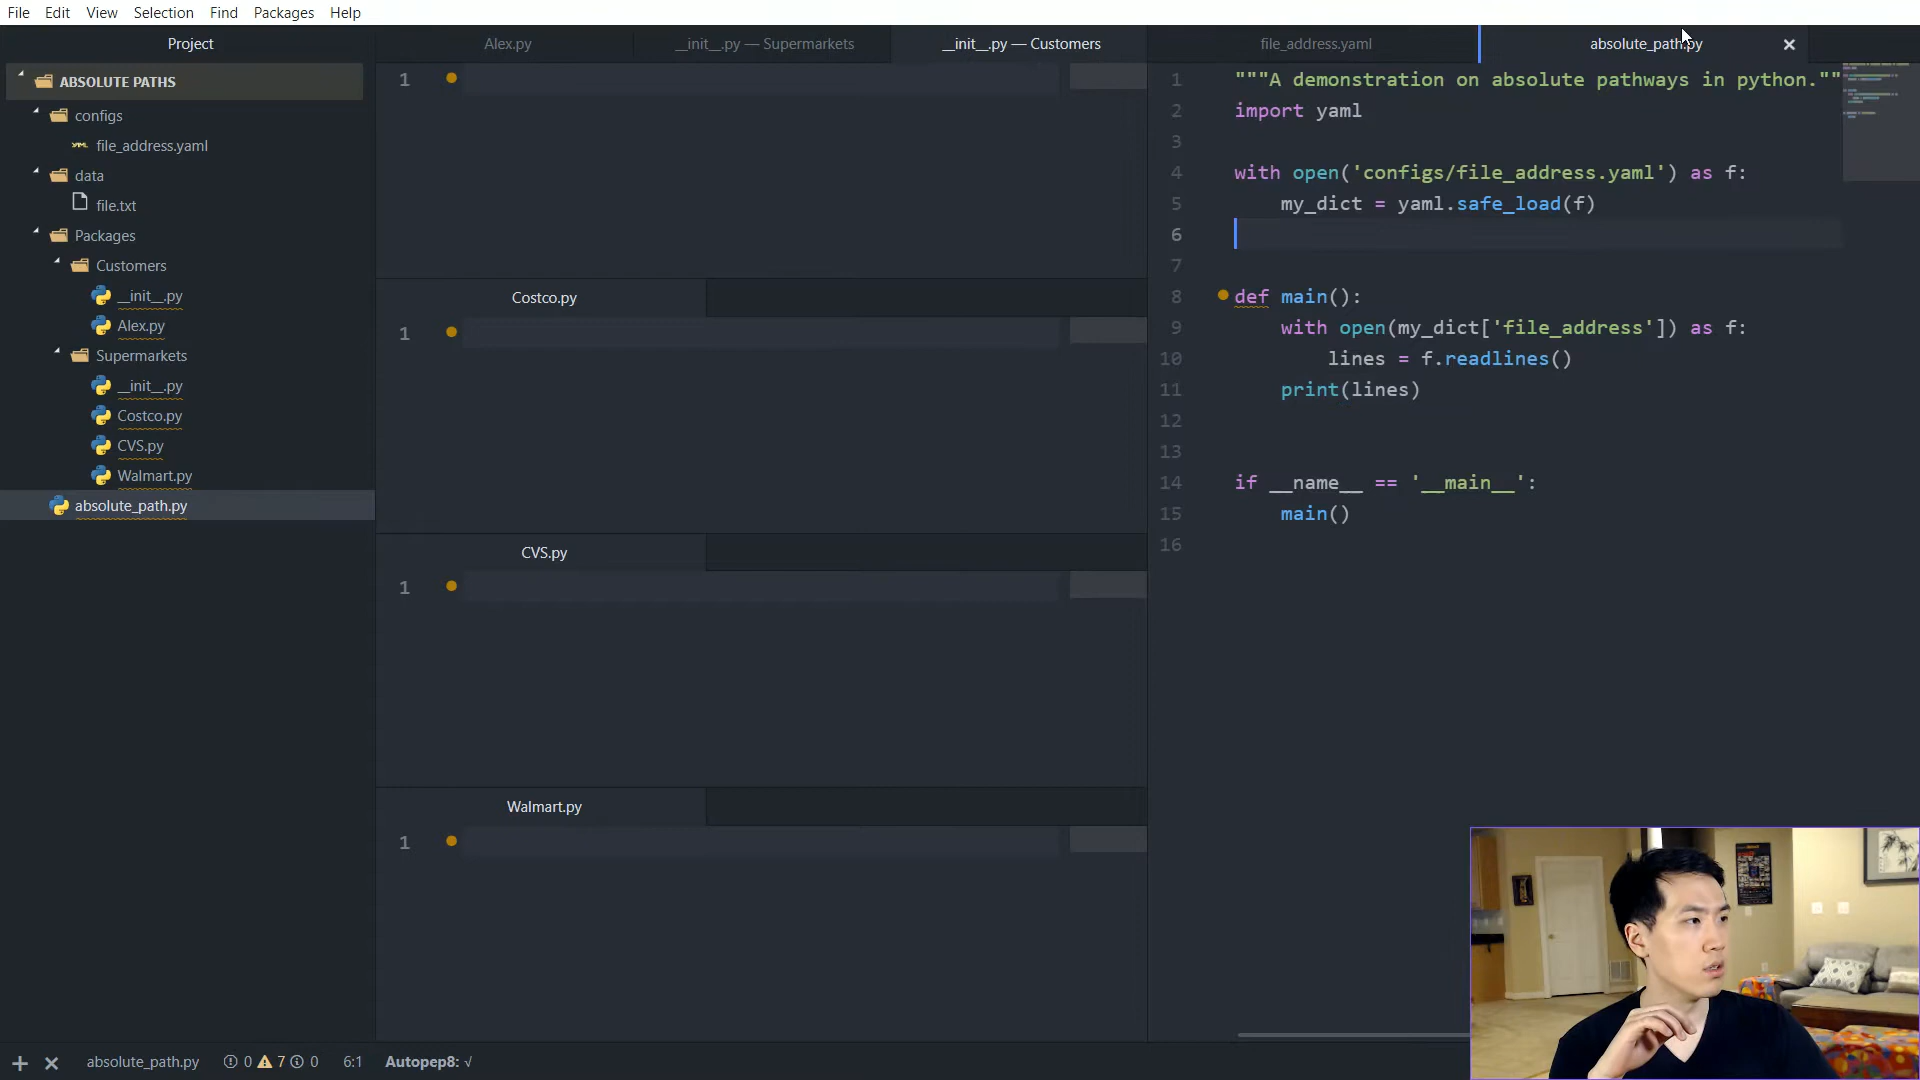 File Edit View Selection Find Packages Help
Project
ABSOLUTE PATHS
configs
file_address.yaml
data
file.txt
Packages
Customers
__init__.py
Alex.py
Supermarkets
__init__.py
Costco.py
CVS.py
Walmart.py
absolute_path.py
Alex.py __init__.py — Supermarkets __init__.py — Customers
1
Costco.py
1
CVS.py
1
Walmart.py
1
file_address.yaml absolute_path.py
1 """A demonstration on absolute pathways in python.""
2 import yaml
3
4 with open('configs/file_address.yaml') as f:
5 my_dict = yaml.safe_load(f)
6
7
8 def main():
9 with open(my_dict['file_address']) as f:
10 lines = f.readlines()
11 print(lines)
12
13
14 if __name__ == '__main__':
15 main()
16
absolute_path.py 0 7 0 6:1 Autopep8: √